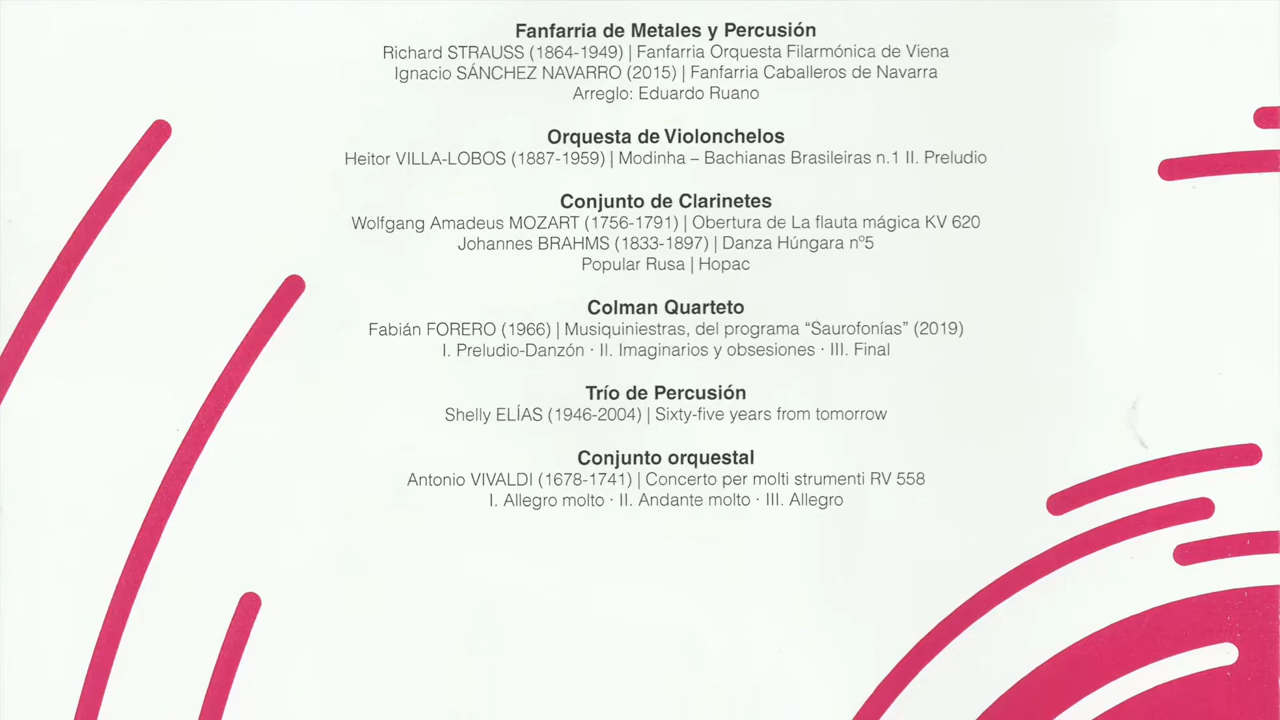 Fanfarria de Metales y Percusión
Richard STRAUSS (1864-1949) | Fanfarria Orquesta Filarmónica de Viena
Ignacio SÁNCHEZ NAVARRO (2015) | Fanfarria Caballeros de Navarra
Arreglo: Eduardo Ruano
Orquesta de Violonchelos
Heitor VILLA-LOBOS (1887-1959) | Modinha – Bachianas Brasileiras n.1 II. Preludio
Conjunto de Clarinetes
Wolfgang Amadeus MOZART (1756-1791) | Obertura de La flauta mágica KV 620
Johannes BRAHMS (1833-1897) | Danza Húngara nº5
Popular Rusa | Hopac
Colman Quarteto
Fabián FORERO (1966) | Musiquiniestras, del programa “Saurofonías” (2019)
I. Preludio-Danzón · II. Imaginarios y obsesiones · III. Final
Trío de Percusión
Shelly ELÍAS (1946-2004) | Sixty-five years from tomorrow
Conjunto orquestal
Antonio VIVALDI (1678-1741) | Concerto per molti strumenti RV 558
I. Allegro molto · II. Andante molto · III. Allegro